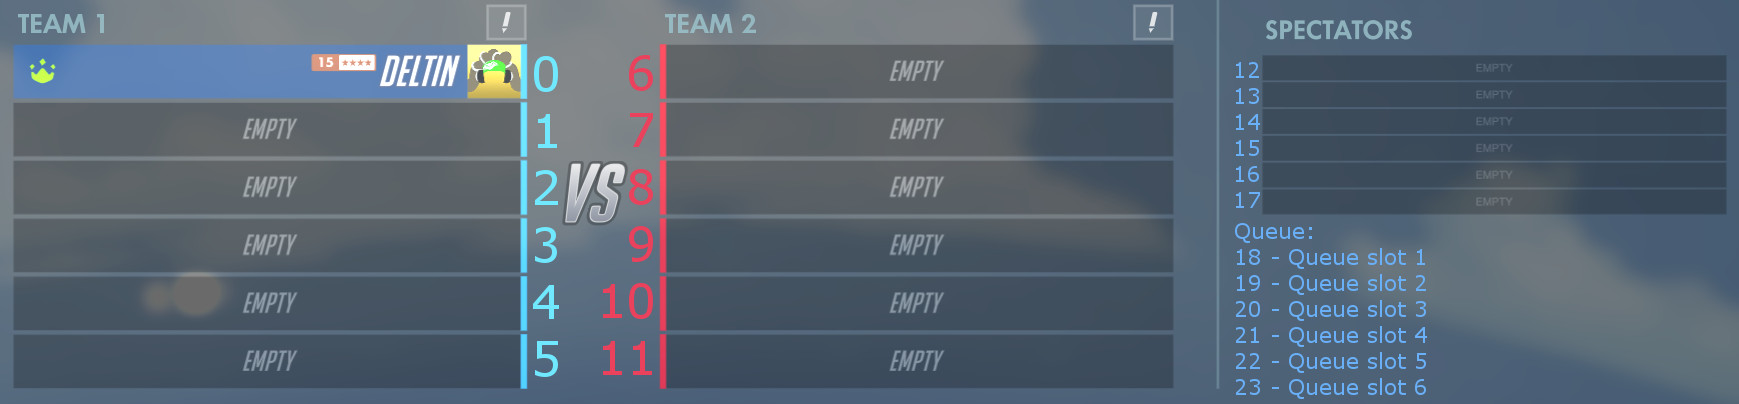 TEAM 1 !
15 DELTIN 0
EMPTY 1
EMPTY 2
EMPTY 3
EMPTY 4
EMPTY 5
VS
TEAM 2 !
6 EMPTY
7 EMPTY
8 EMPTY
9 EMPTY
10 EMPTY
11 EMPTY
SPECTATORS
12 EMPTY
13 EMPTY
14 EMPTY
15 EMPTY
16 EMPTY
17 EMPTY
Queue:
18 - Queue slot 1
19 - Queue slot 2
20 - Queue slot 3
21 - Queue slot 4
22 - Queue slot 5
23 - Queue slot 6